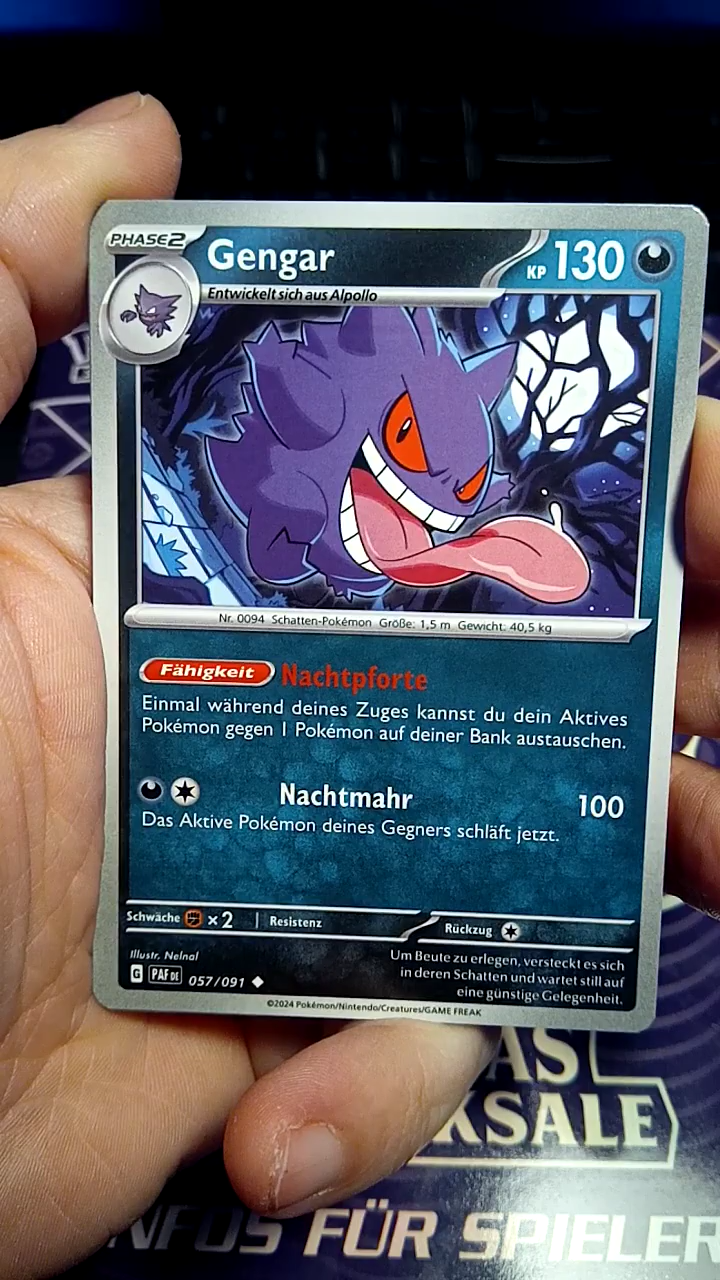 PHASE2
Gengar
KP 130
Entwickelt sich aus Alpollo
Nr. 0094 Schatten-Pokémon Größe: 1,5 m Gewicht: 40,5 kg
Fähigkeit Nachtpforte
Einmal während deines Zuges kannst du dein Aktives
Pokémon gegen 1 Pokémon auf deiner Bank austauschen.
Nachtmahr 100
Das Aktive Pokémon deines Gegners schläft jetzt.
Schwäche ×2 Resistenz Rückzug
Illustr. Nelnal
G PAF DE 057/091
Um Beute zu erlegen, versteckt es sich
in deren Schatten und wartet still auf
eine günstige Gelegenheit.
©2024 Pokémon/Nintendo/Creatures/GAME FREAK
AS
KSALE
INFOS FÜR SPIELER